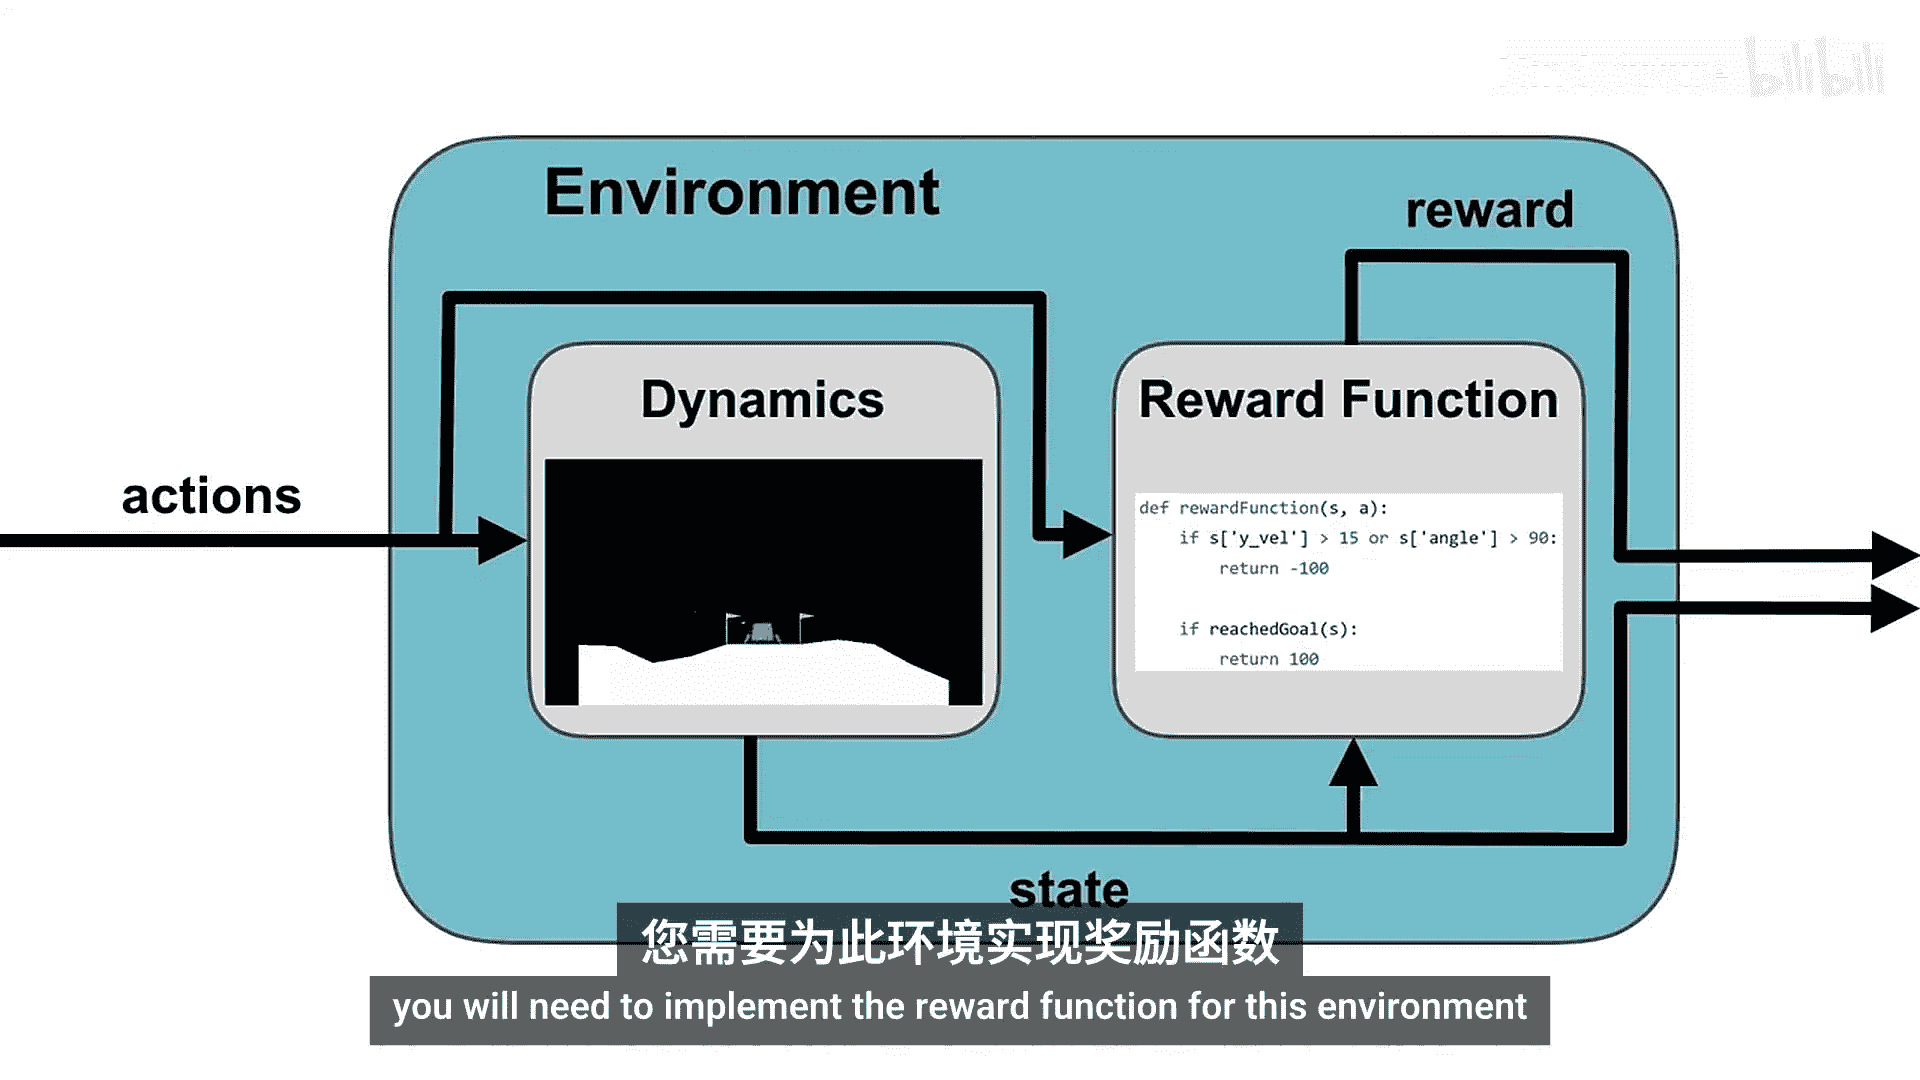 bilibili
Environment
reward
Dynamics
Reward Function
actions
def rewardFunction(s, a):
if s['y_vel'] > 15 or s['angle'] > 90:
return -100
if reachedGoal(s):
return 100
state
您需要为此环境实现奖励函数
you will need to implement the reward function for this environment